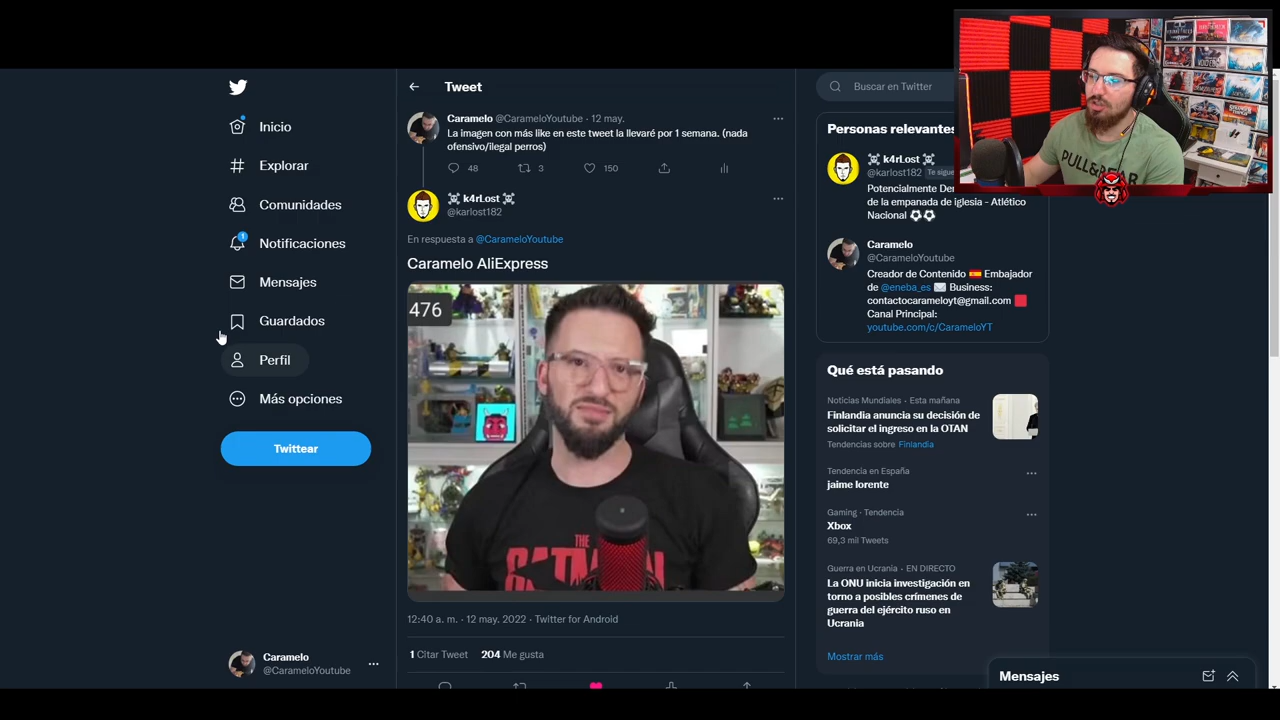 Inicio
Explorar
Comunidades
1
Notificaciones
Mensajes
Guardados
Perfil
Más opciones
Twittear
Caramelo
@CarameloYoutube
Tweet
Caramelo @CarameloYoutube · 12 may.
La imagen con más like en este tweet la llevaré por 1 semana. (nada
ofensivo/ilegal perros)
48
3
150
☠ k4rLost ☠
@karlost182
En respuesta a @CarameloYoutube
Caramelo AliExpress
476
THE
BATMAN
12:40 a. m. · 12 may. 2022 · Twitter for Android
1 Citar Tweet 204 Me gusta
Buscar en Twitter
Personas relevantes
☠ k4rLost ☠
@karlost182 Te sigue
Potencialmente
de la empanada de iglesia - Atlético
Nacional ⚽⚽
Caramelo
@CarameloYoutube
Creador de Contenido 🇪🇸 Embajador
de @eneba_es ✉ Business:
contactocarameloyt@gmail.com 🟥
Canal Principal:
youtube.com/c/CarameloYT
Qué está pasando
Noticias Mundiales · Esta mañana
Finlandia anuncia su decisión de
solicitar el ingreso en la OTAN
Tendencias sobre Finlandia
Tendencia en España
jaime lorente
Gaming · Tendencia
Xbox
69,3 mil Tweets
Guerra en Ucrania · EN DIRECTO
La ONU inicia investigación en
torno a posibles crímenes de
guerra del ejército ruso en
Ucrania
Mostrar más
Mensajes
PULL&BEAR